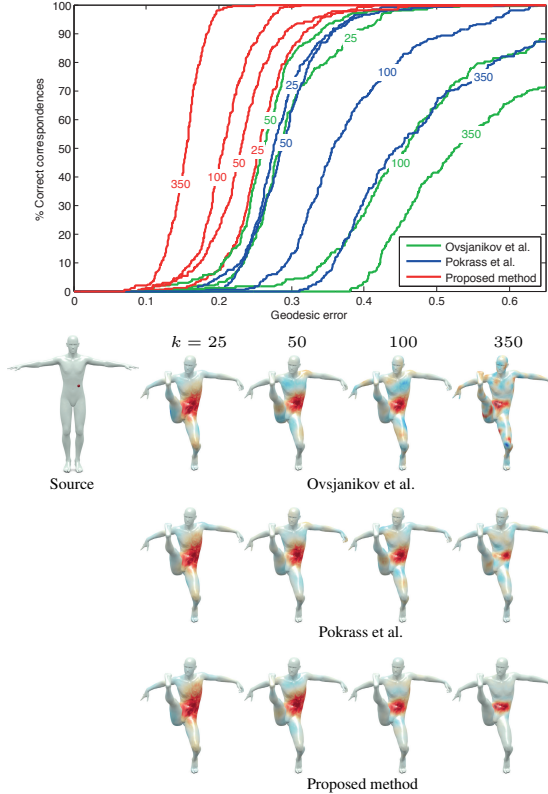 100
90
80
70
60
50
40
30
20
10
0
% Correct correspondences
0 0.1 0.2 0.3 0.4 0.5 0.6
Geodesic error
350
100
50
25
25
50
50
25
100
350
100
350
Ovsjanikov et al.
Pokrass et al.
Proposed method
k = 25 50 100 350
Source
Ovsjanikov et al.
Pokrass et al.
Proposed method